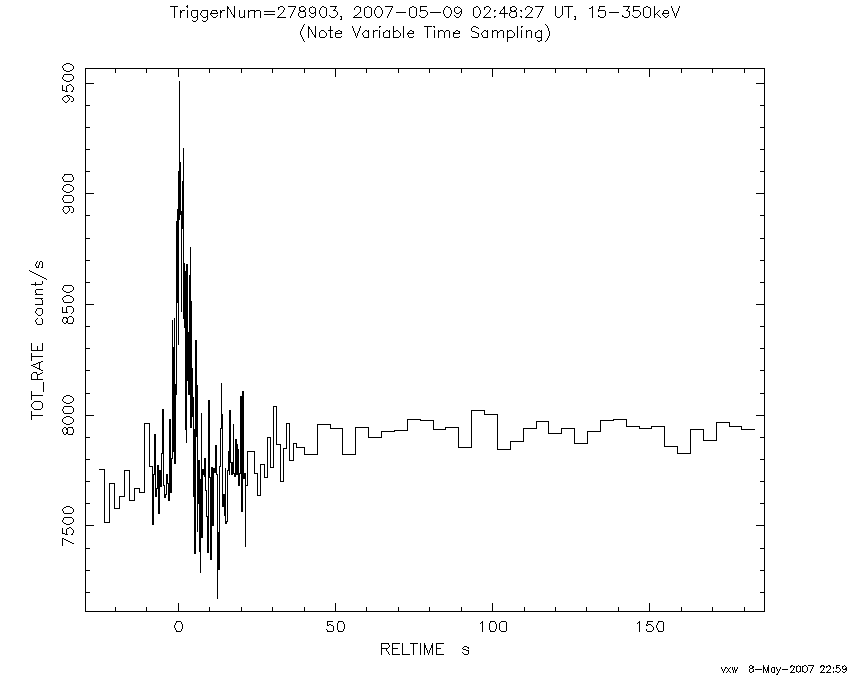 TriggerNum=278903, 2007-05-09 02:48:27 UT, 15-350keV
(Note Variable Time Sampling)
9500
9000
8500
8000
7500
TOT_RATE count/s
0 50 100 150
RELTIME s
vxw 8-May-2007 22:59